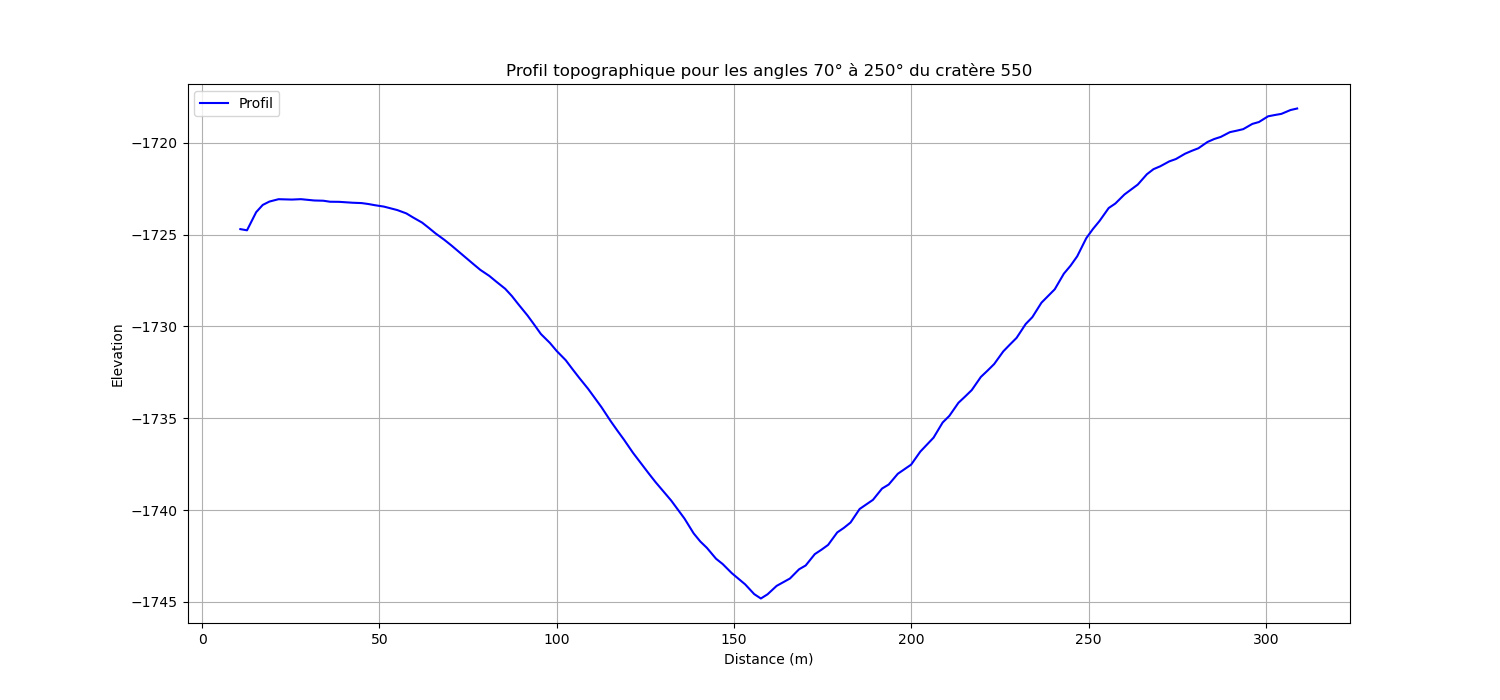 Profil topographique pour les angles 70° à 250° du cratère 550
Profil
−1720
−1725
−1730
−1735
−1740
−1745
Elevation
0 50 100 150 200 250 300
Distance (m)